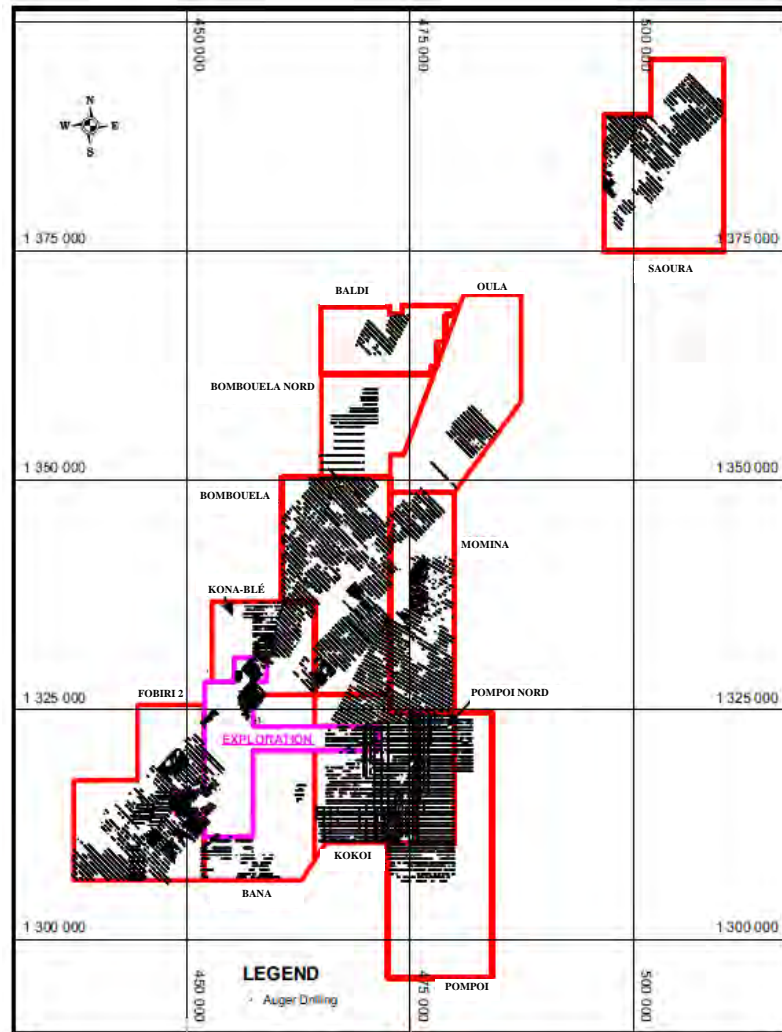 450 000
475 000
500 000
N
W E
S
1 375 000
1 375 000
SAOURA
BALDI
OULA
BOMBOUELA NORD
1 350 000
1 350 000
BOMBOUELA
MOMINA
KONA-BLÉ
FOBIRI 2
POMPOI NORD
1 325 000
1 325 000
EXPLORATION
KOKOI
BANA
1 300 000
1 300 000
LEGEND
Auger Drilling
POMPOI
450 000
475 000
500 000